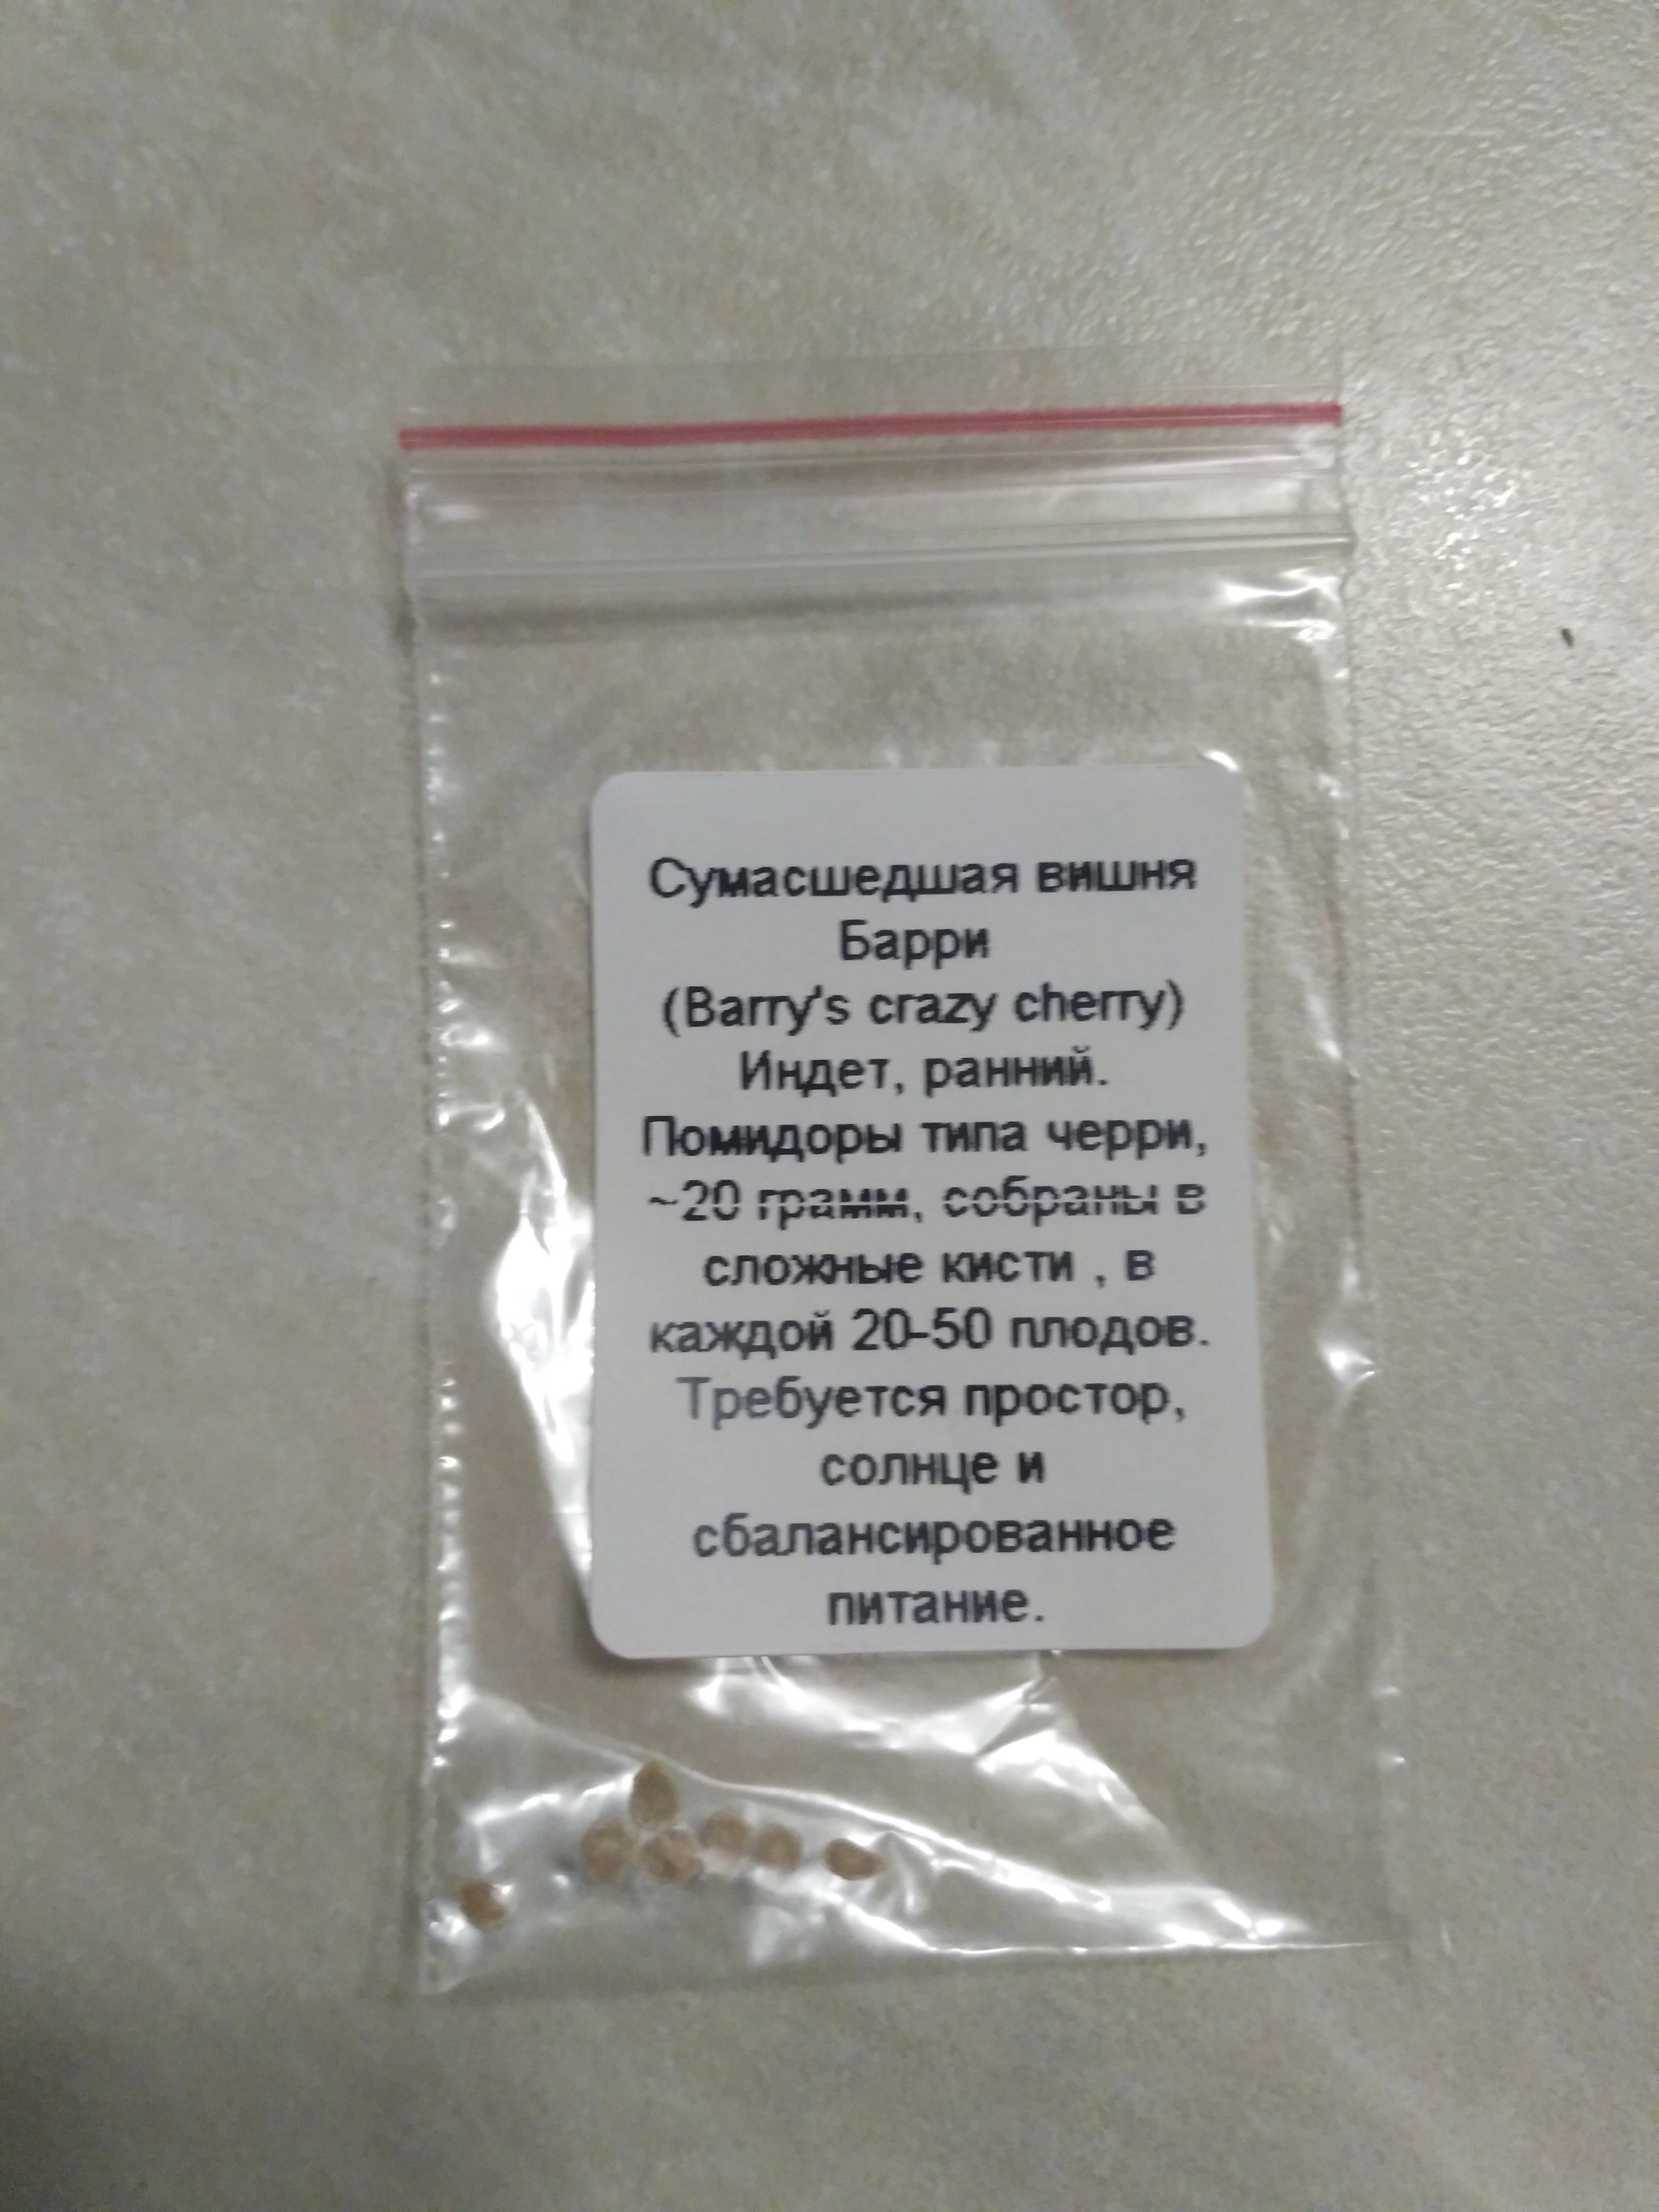 Сумасшедшая вишня
Барри
(Barry's crazy cherry)
Индет, ранний.
Помидоры типа черри,
~20 грамм, собраны в
сложные кисти , в
каждой 20-50 плодов.
Требуется простор,
солнце и
сбалансированное
питание.